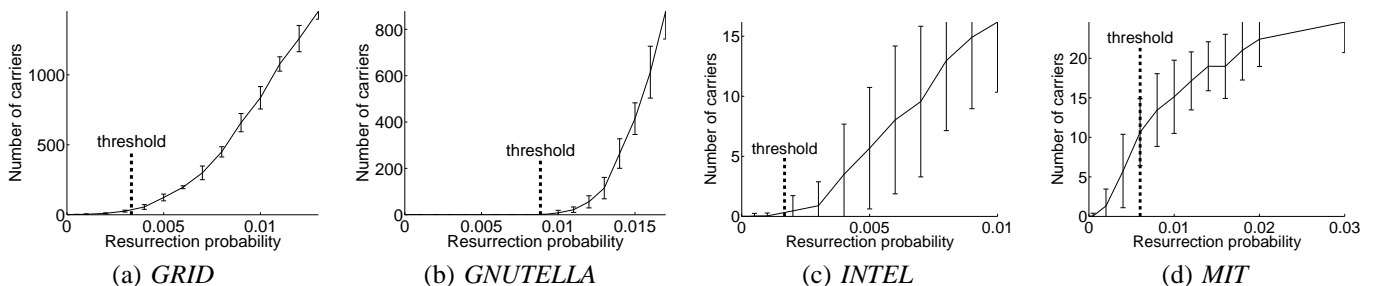 Number of carriers
1000
500
0
threshold
0 0.005 0.01
Resurrection probability
(a) GRID
Number of carriers
800
600
400
200
0
threshold
0 0.005 0.01 0.015
Resurrection probability
(b) GNUTELLA
Number of carriers
15
10
5
0
threshold
0 0.005 0.01
Resurrection probability
(c) INTEL
Number of carriers
20
15
10
5
0
threshold
0 0.01 0.02 0.03
Resurrection probability
(d) MIT